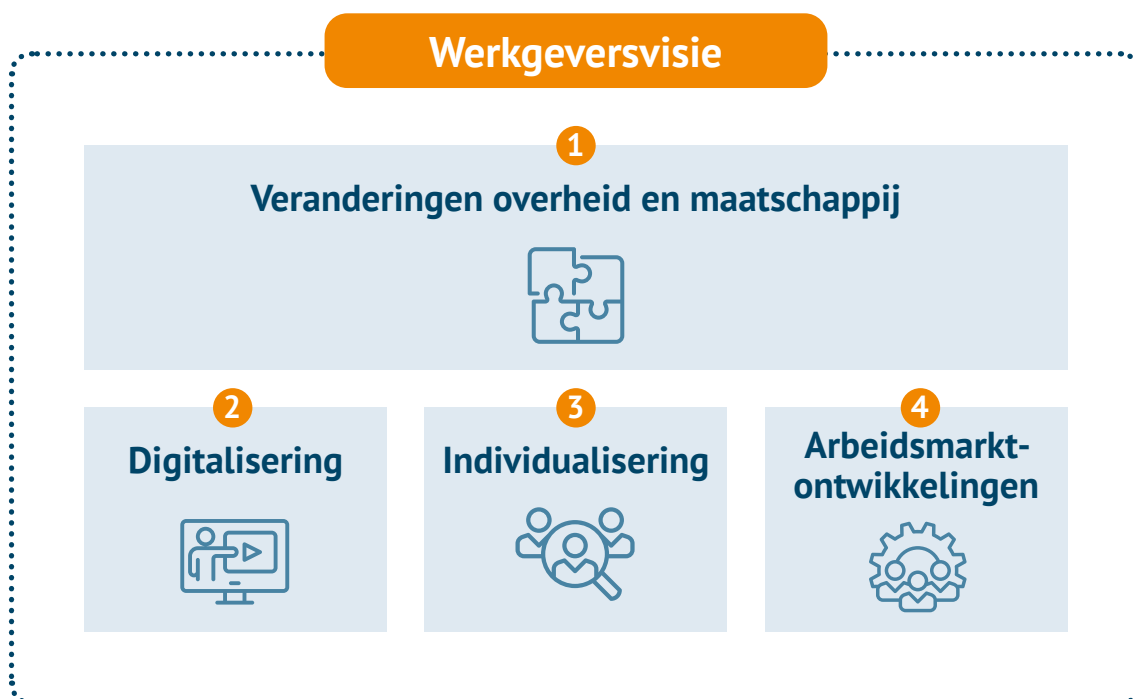 Werkgeversvisie
1
Veranderingen overheid en maatschappij
2
Digitalisering
3
Individualisering
4
Arbeidsmarkt-
ontwikkelingen